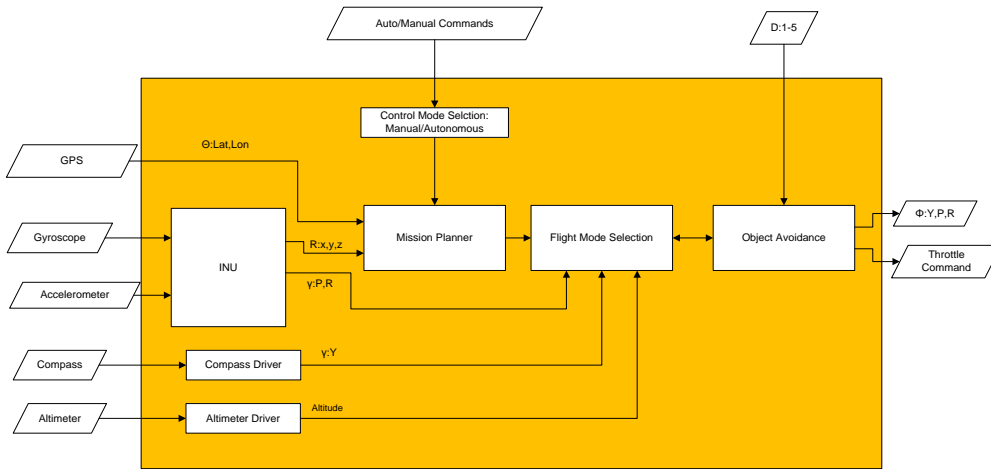 Auto/Manual Commands
D:1-5
Control Mode Selction:
Manual/Autonomous
GPS
Θ:Lat,Lon
Gyroscope
Accelerometer
INU
R:x,y,z
γ:P,R
Mission Planner
Flight Mode Selection
Object Avoidance
Φ:Y,P,R
Throttle
Command
Compass
Compass Driver
γ:Y
Altimeter
Altimeter Driver
Altitude